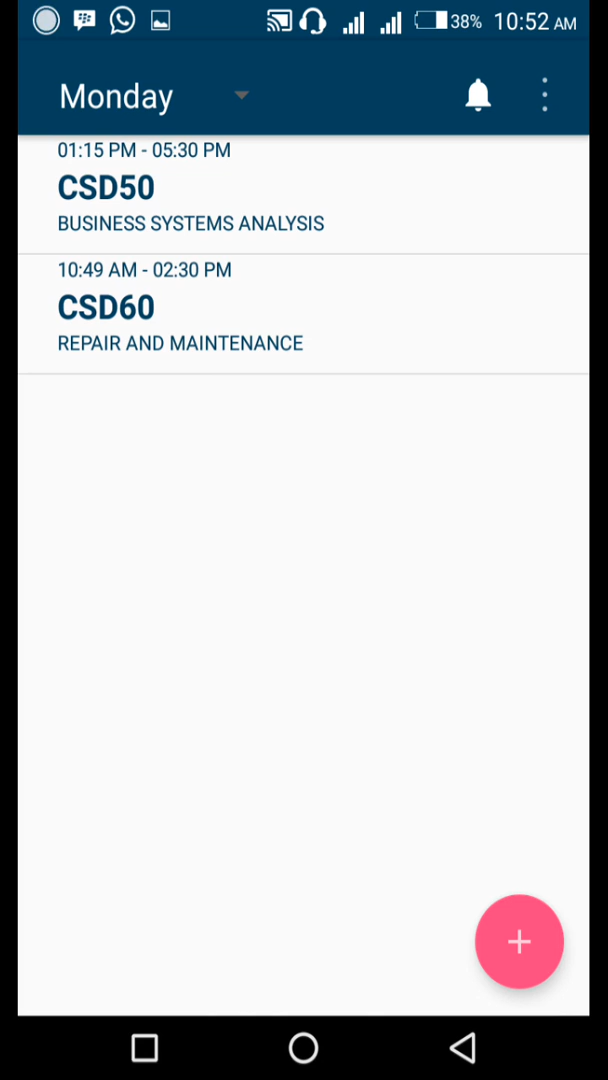 38% 10:52 AM
Monday
01:15 PM - 05:30 PM
CSD50
BUSINESS SYSTEMS ANALYSIS
10:49 AM - 02:30 PM
CSD60
REPAIR AND MAINTENANCE